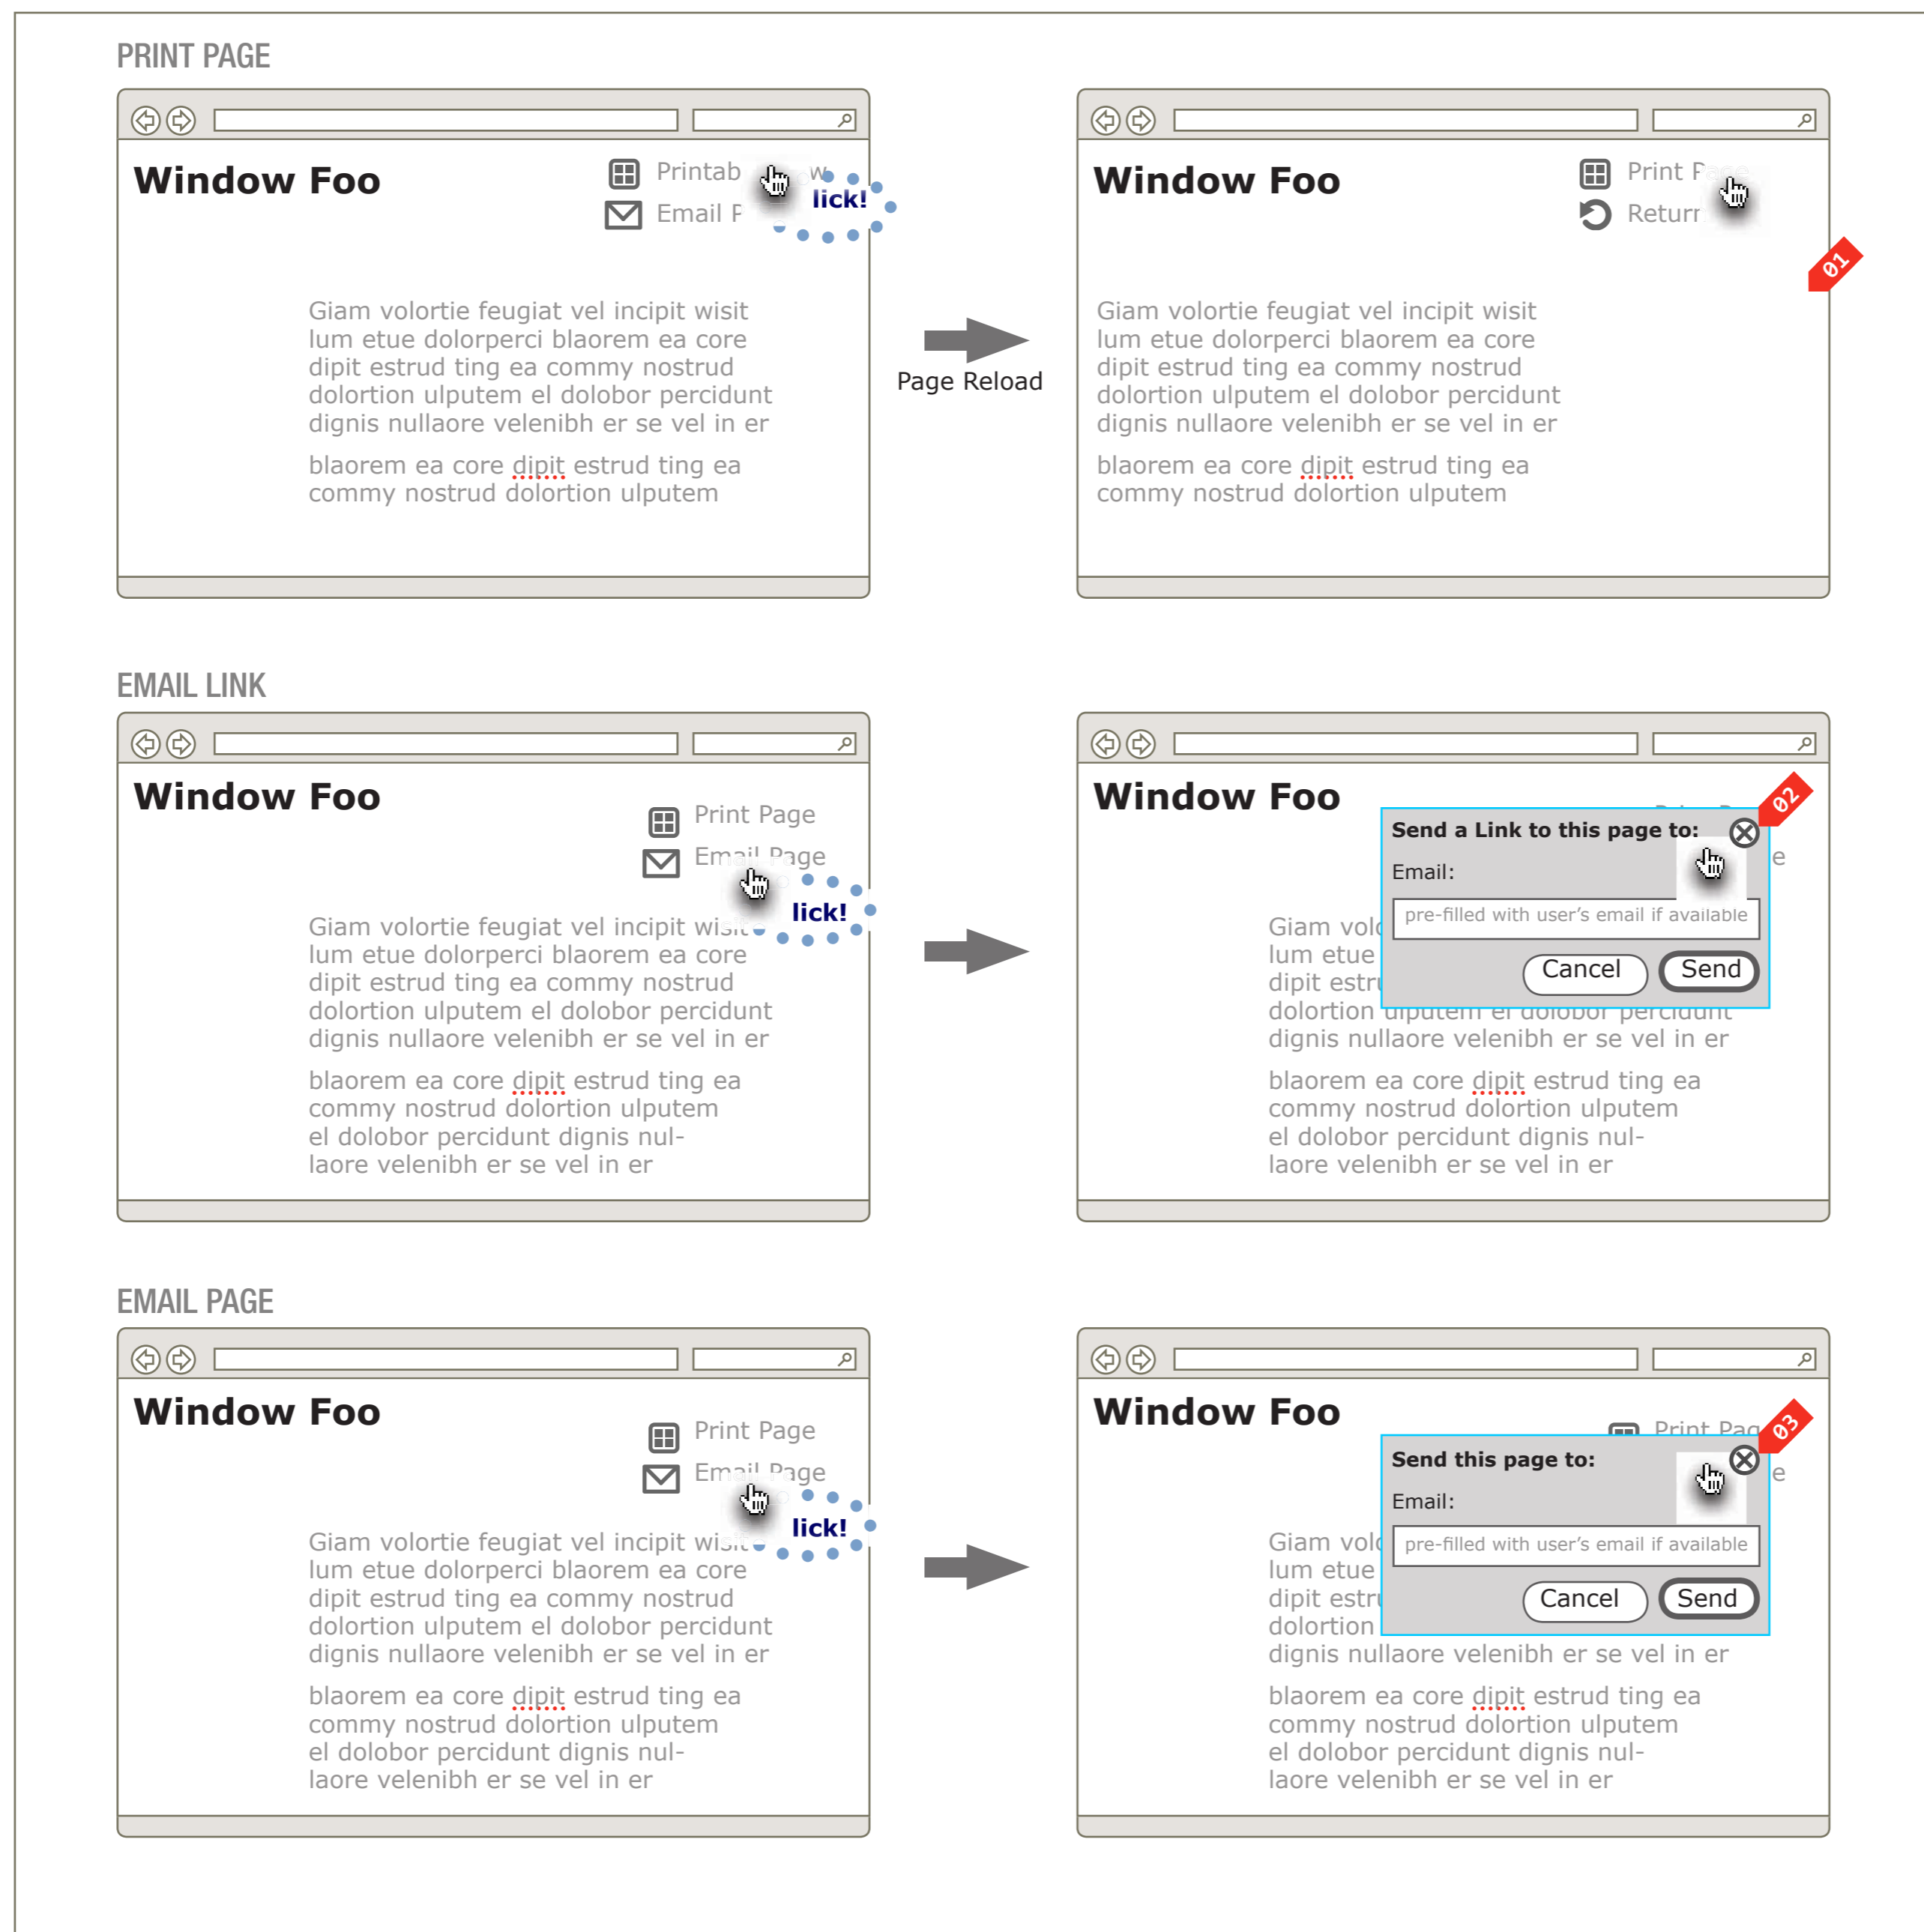 PRINT PAGE
Window Foo
Email
lick!
Giam volortie feugiat vel incipit wisit
lum etue dolorperci blaorem ea core
dipit estrud ting ea commy nostrud
dolortion ulputem el dolobor percidunt
dignis nullaore velenibh er se vel in er
blaorem ea core dipit estrud ting ea
commy nostrud dolortion ulputem
Page Reload
Window Foo
Print Page
Return
01
Giam volortie feugiat vel incipit wisit
lum etue dolorperci blaorem ea core
dipit estrud ting ea commy nostrud
dolortion ulputem el dolobor percidunt
dignis nullaore velenibh er se vel in er
blaorem ea core dipit estrud ting ea
commy nostrud dolortion ulputem
EMAIL LINK
Window Foo
Print Page
Email Page
lick!
Giam volortie feugiat vel incipit wisit
lum etue dolorperci blaorem ea core
dipit estrud ting ea commy nostrud
dolortion ulputem el dolobor percidunt
dignis nullaore velenibh er se vel in er
blaorem ea core dipit estrud ting ea
commy nostrud dolortion ulputem
el dolobor percidunt dignis nul-
laore velenibh er se vel in er
Window Foo
02
Send a Link to this page to:
Email:
pre-filled with user’s email if available
Cancel
Send
Giam
lum etue
dipit
dolortion ulputem el dolobor percidunt
dignis nullaore velenibh er se vel in er
blaorem ea core dipit estrud ting ea
commy nostrud dolortion ulputem
el dolobor percidunt dignis nul-
laore velenibh er se vel in er
EMAIL PAGE
Window Foo
Print Page
Email Page
lick!
Giam volortie feugiat vel incipit wisit
lum etue dolorperci blaorem ea core
dipit estrud ting ea commy nostrud
dolortion ulputem el dolobor percidunt
dignis nullaore velenibh er se vel in er
blaorem ea core dipit estrud ting ea
commy nostrud dolortion ulputem
el dolobor percidunt dignis nul-
laore velenibh er se vel in er
Window Foo
Print
03
Send this page to:
Email:
pre-filled with user’s email if available
Cancel
Send
Giam
lum etue
dipit
dolortion
dignis nullaore velenibh er se vel in er
blaorem ea core dipit estrud ting ea
commy nostrud dolortion ulputem
el dolobor percidunt dignis nul-
laore velenibh er se vel in er